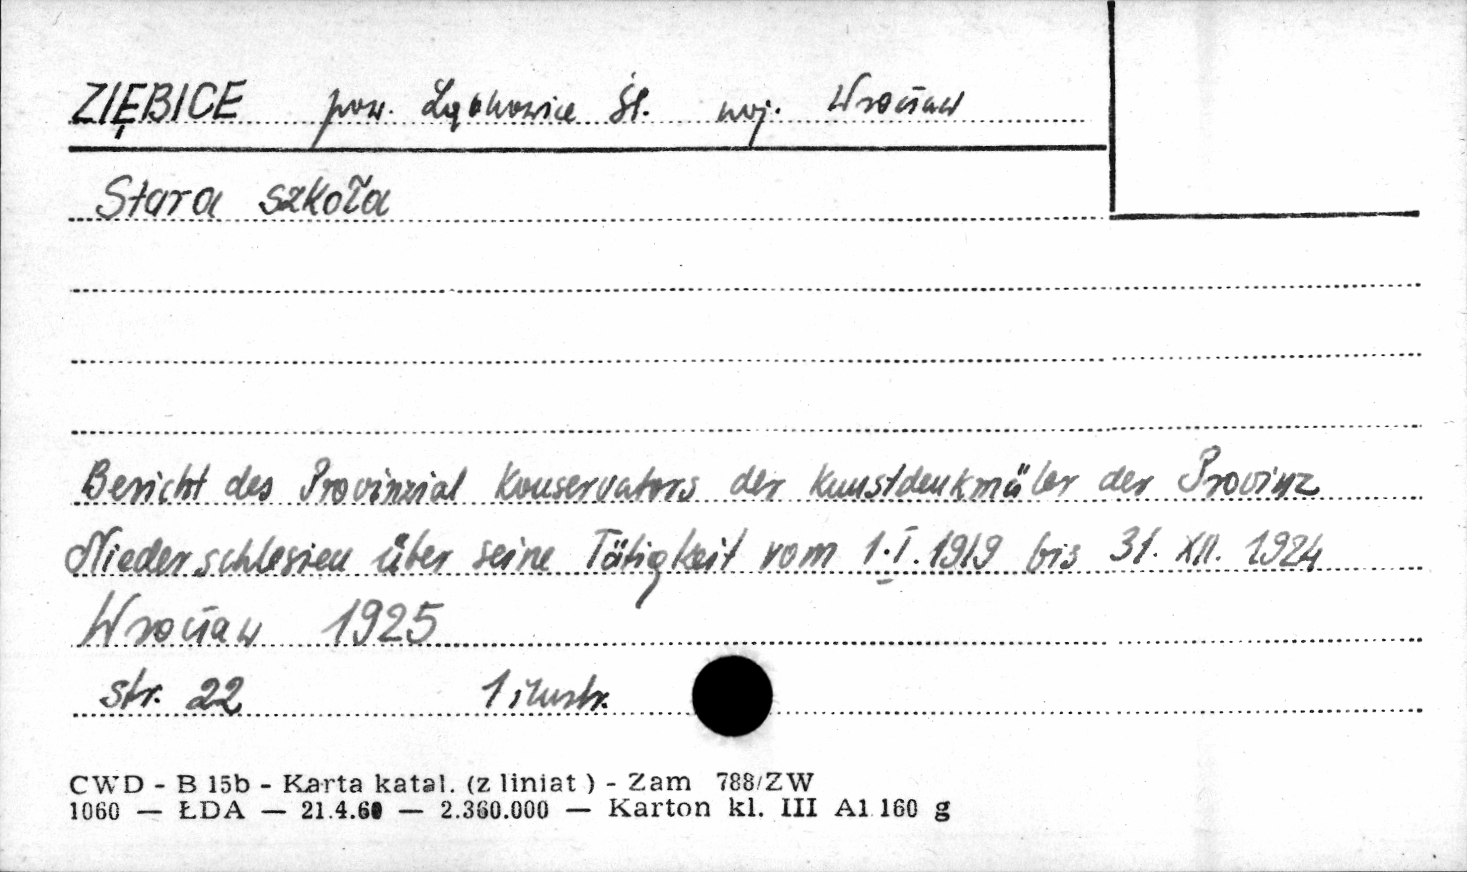 ZIĘBICE pow. Ząbkowice Śl. woj. Wrocław
Stara szkoła
Bericht des Provinzial Konservators der Kunstdenkmäler der Provinz
Niederschlesien über seine Tätigkeit vom 1.I.1919 bis 31. XII. 1924
Wrocław 1925
str. 22 1 ilustr.
CWD - B 15b - Karta katal. (z liniat ) - Zam 788/ZW
1060 — ŁDA — 21.4.60 — 2.360.000 — Karton kl. III A1 160 g